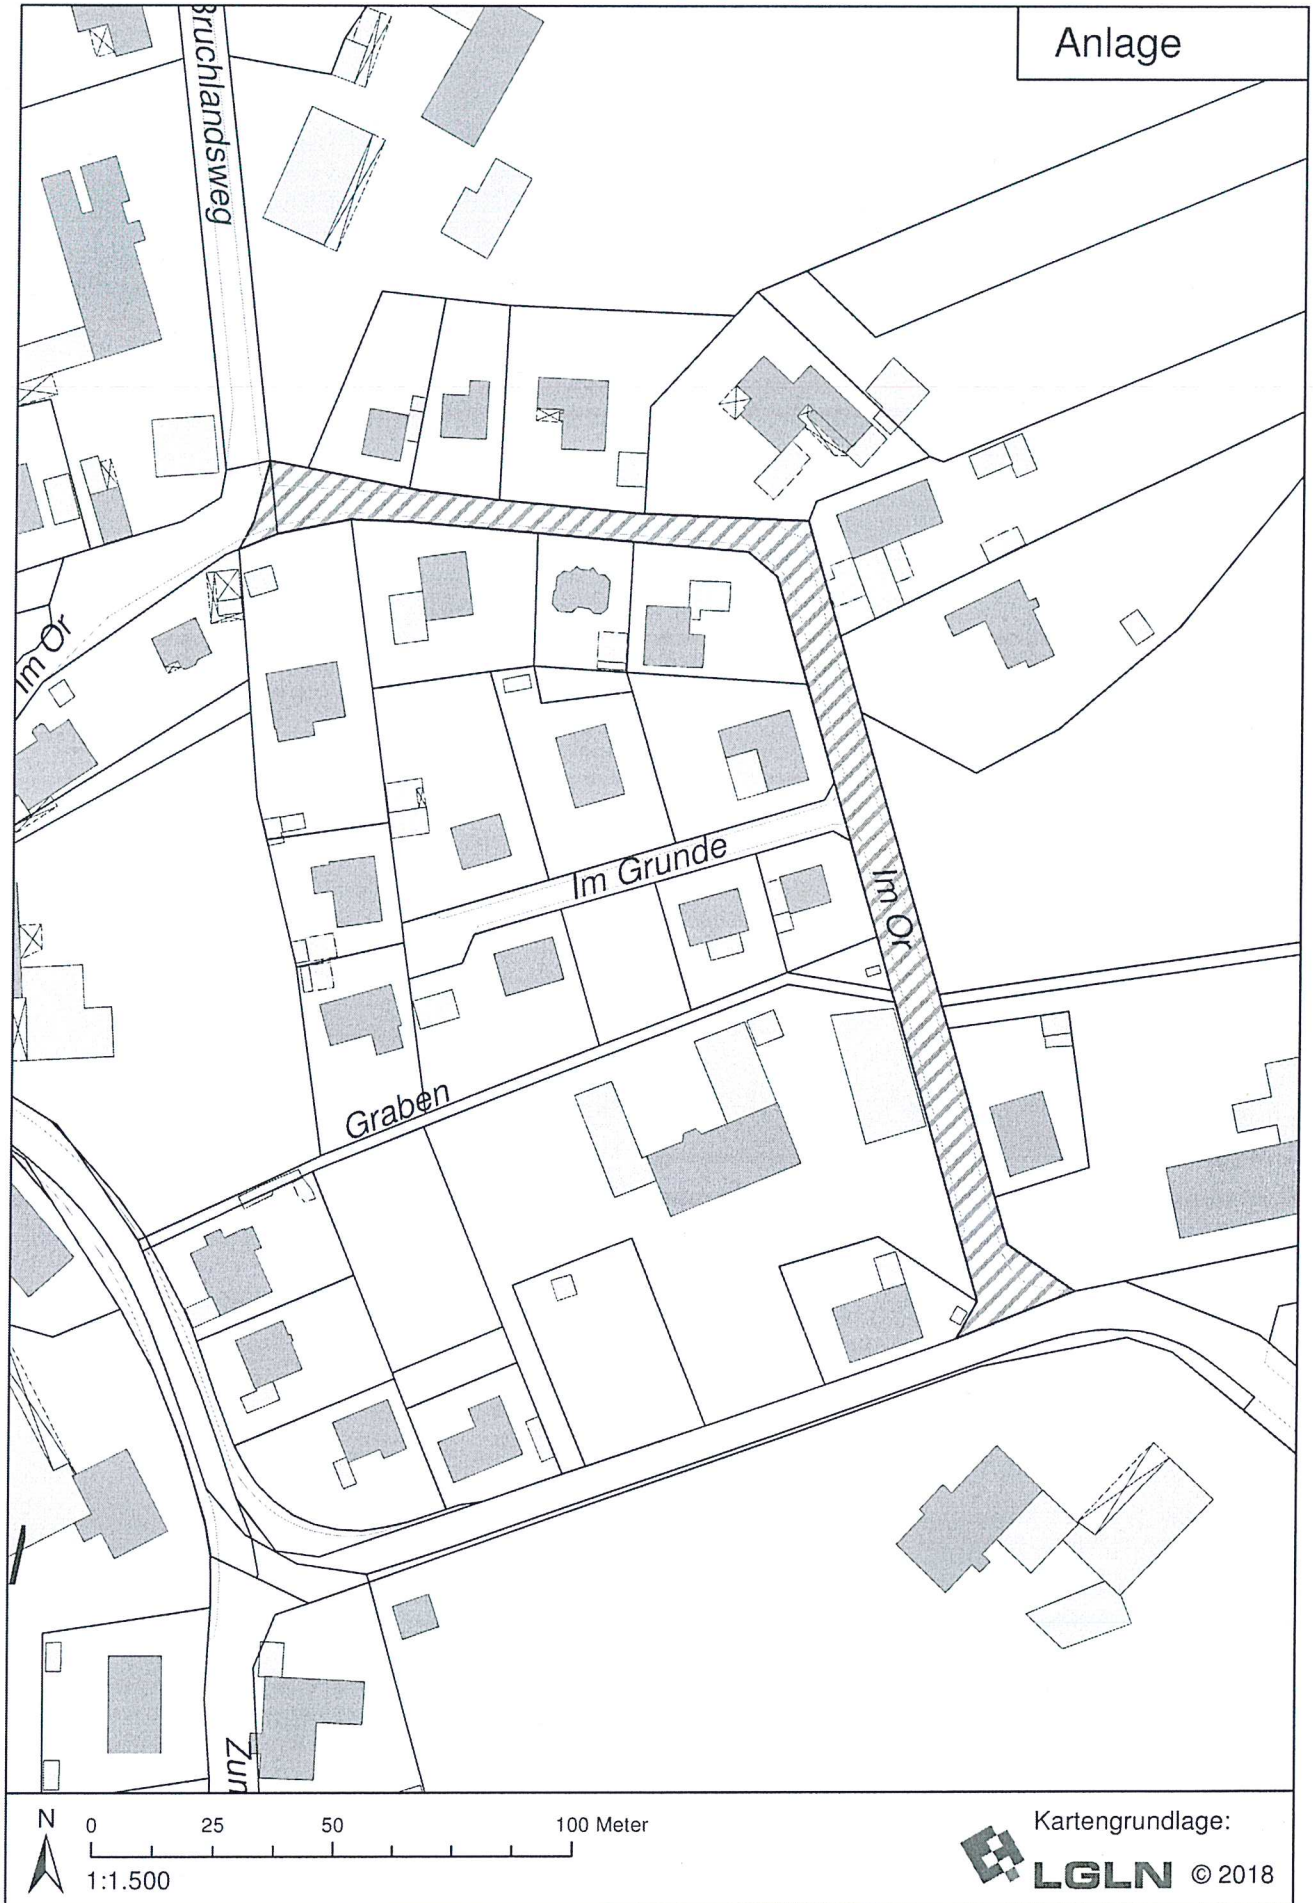 Anlage
Bruchlandsweg
Im Or
Im Grunde
Im Or
Graben
Zum
N
0 25 50 100 Meter
1:1.500
Kartengrundlage:
LGLN © 2018